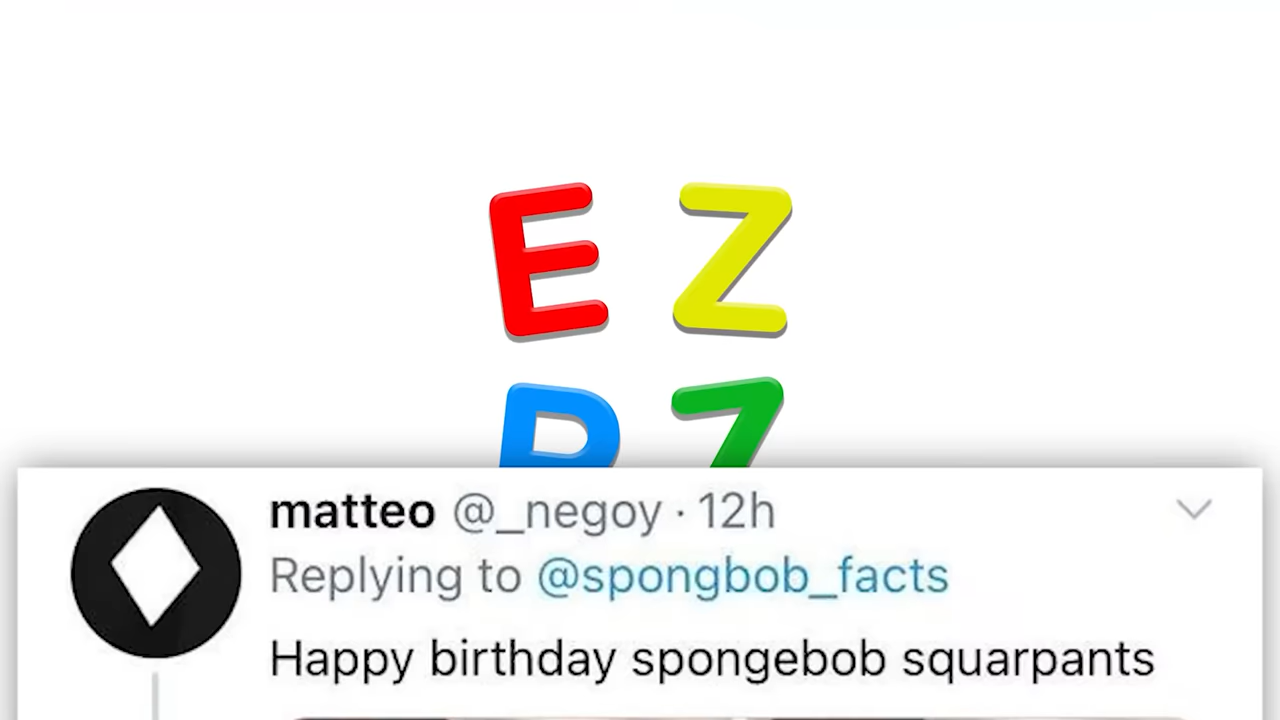 E Z
P Z
matteo @_negoy · 12h
Replying to @spongbob_facts
Happy birthday spongebob squarpants